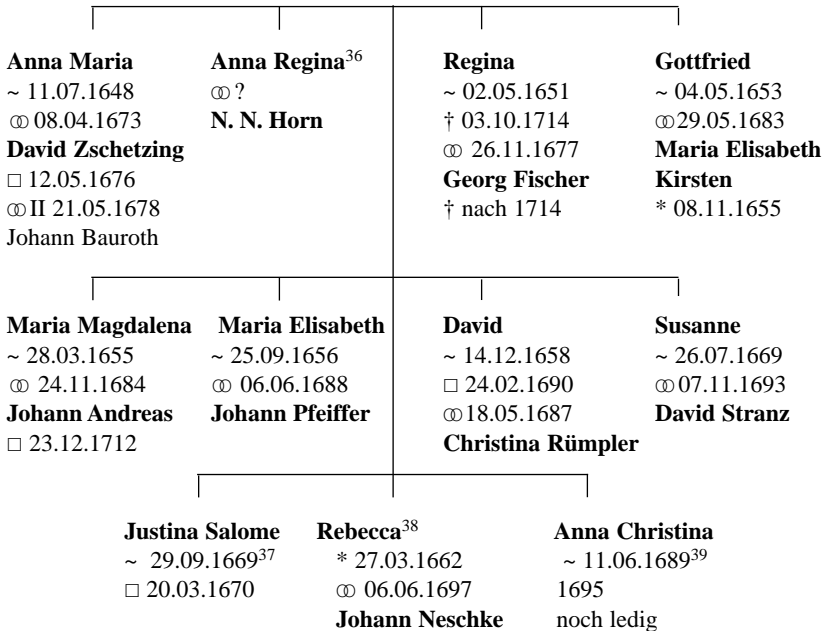 Anna Maria
~ 11.07.1648
⚭ 08.04.1673
David Zschetzing
□ 12.05.1676
⚭ II 21.05.1678
Johann Bauroth
Anna Regina³⁶
⚭ ?
N. N. Horn
Regina
~ 02.05.1651
† 03.10.1714
⚭ 26.11.1677
Georg Fischer
† nach 1714
Gottfried
~ 04.05.1653
⚭ 29.05.1683
Maria Elisabeth
Kirsten
* 08.11.1655
Maria Magdalena
~ 28.03.1655
⚭ 24.11.1684
Johann Andreas
□ 23.12.1712
Maria Elisabeth
~ 25.09.1656
⚭ 06.06.1688
Johann Pfeiffer
David
~ 14.12.1658
□ 24.02.1690
⚭ 18.05.1687
Christina Rümpler
Susanne
~ 26.07.1669
⚭ 07.11.1693
David Stranz
Justina Salome
~ 29.09.1669³⁷
□ 20.03.1670
Rebecca³⁸
* 27.03.1662
⚭ 06.06.1697
Johann Neschke
Anna Christina
~ 11.06.1689³⁹
1695
noch ledig